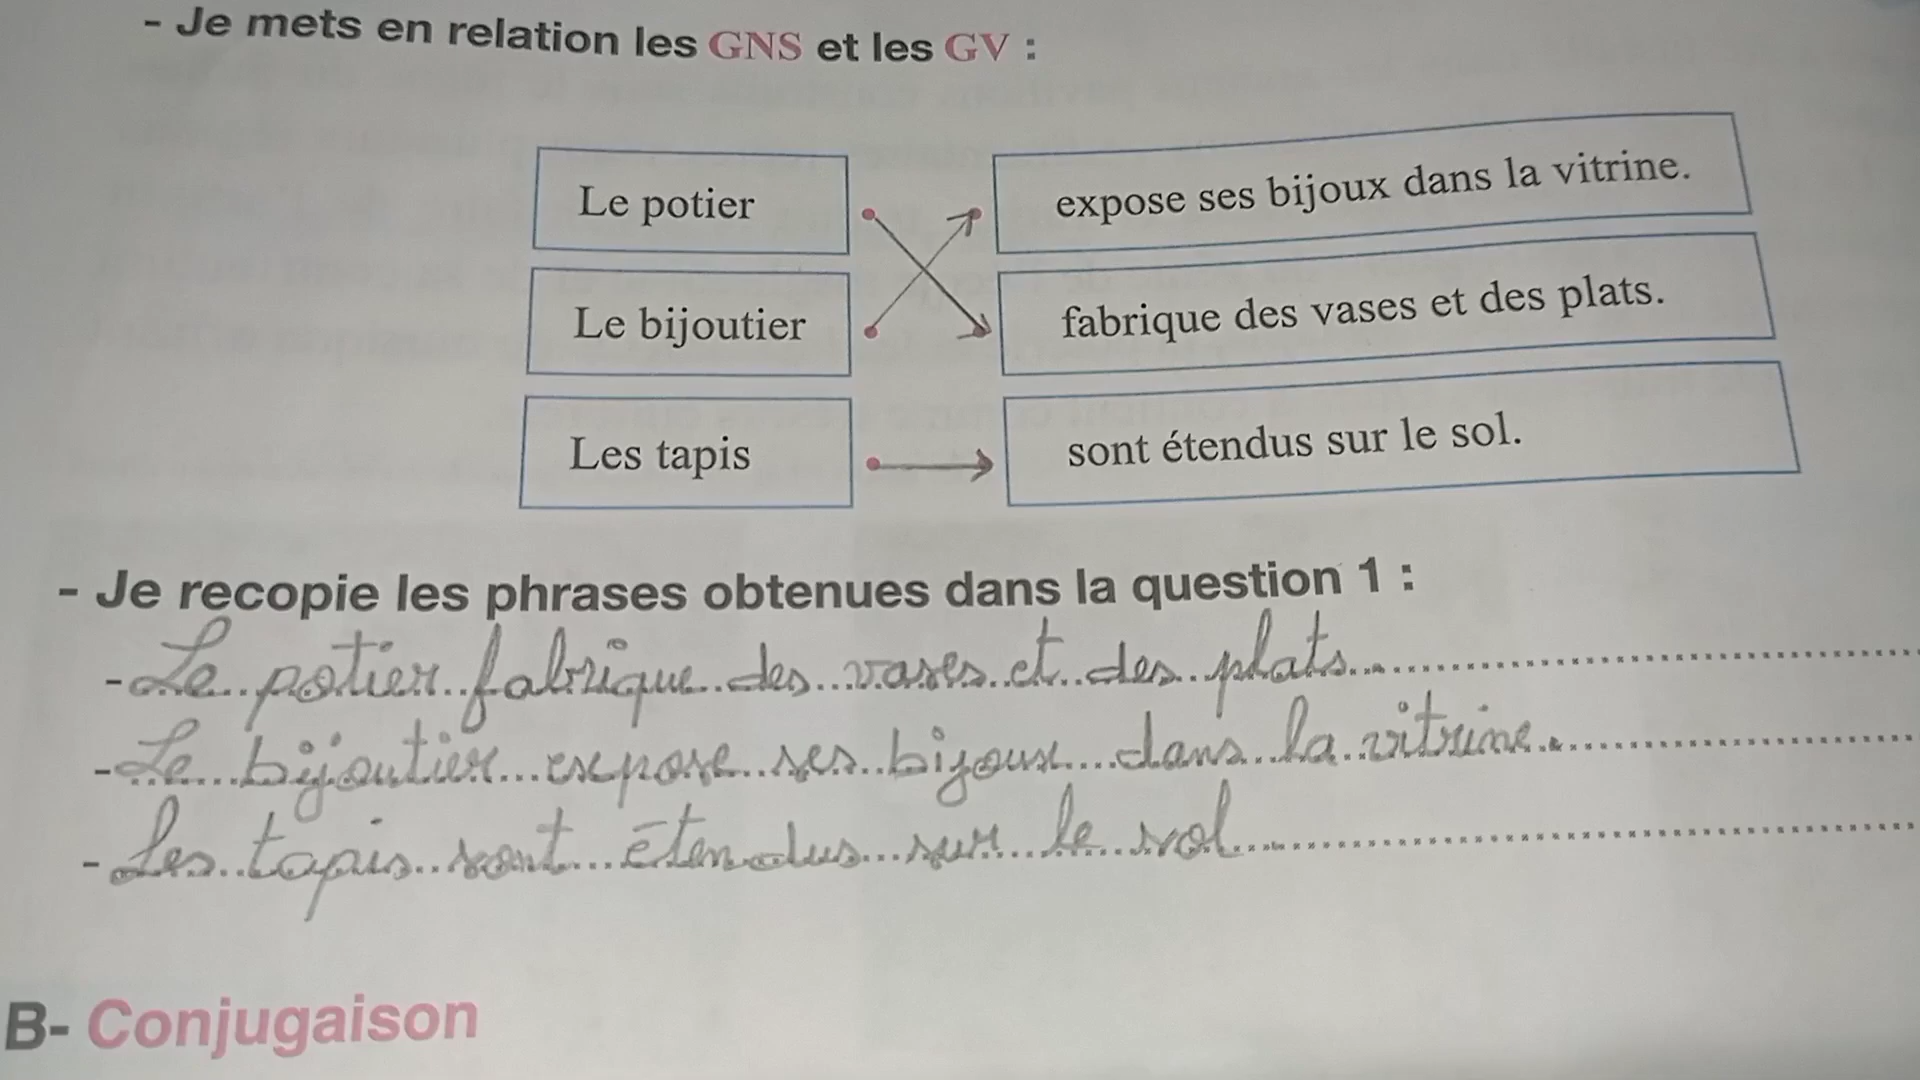 - Je mets en relation les GNS et les GV :
Le potier
expose ses bijoux dans la vitrine.
Le bijoutier
fabrique des vases et des plats.
Les tapis
sont étendus sur le sol.
- Je recopie les phrases obtenues dans la question 1 :
- Le potier fabrique des vases et des plats.
- Le bijoutier expose ses bijoux dans la vitrine.
- Les tapis sont étendus sur le sol.
B- Conjugaison